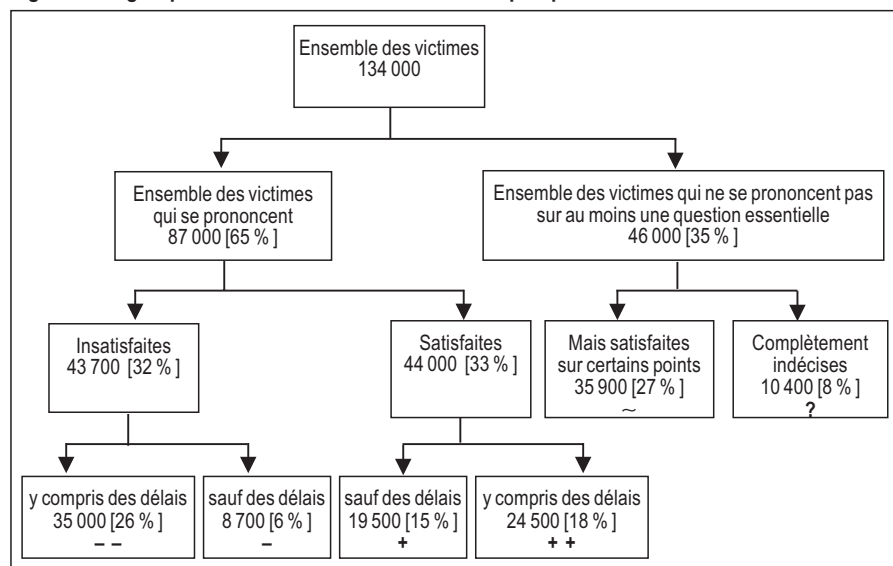 Ensemble des victimes
134 000
Ensemble des victimes
qui se prononcent
87 000 [65 % ]
Ensemble des victimes qui ne se prononcent pas
sur au moins une question essentielle
46 000 [35 % ]
Insatisfaites
43 700 [32 % ]
Satisfaites
44 000 [33 % ]
Mais satisfaites
sur certains points
35 900 [27 % ]
~
Complètement
indécises
10 400 [8 % ]
?
y compris des délais
35 000 [26 % ]
– –
sauf des délais
8 700 [6 % ]
–
sauf des délais
19 500 [15 % ]
+
y compris des délais
24 500 [18 % ]
+ +